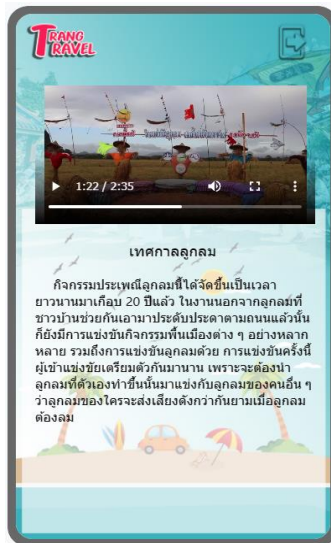 TRANG
TRAVEL
1:22 / 2:35
เทศกาลลูกลม
กิจกรรมประเพณีลูกลมนี้ได้จัดขึ้นเป็นเวลา
ยาวนานมาเกือบ 20 ปีแล้ว ในงานนอกจากลูกลมที่
ชาวบ้านช่วยกันเอามาประดับประดาตามถนนแล้วนั้น
ก็ยังมีการแข่งขันกิจกรรมพื้นเมืองต่าง ๆ อย่างหลาก
หลาย รวมถึงการแข่งขันลูกลมด้วย การแข่งขันครั้งนี้
ผู้เข้าแข่งขัยเตรียมตัวกันมานาน เพราะจะต้องนำ
ลูกลมที่ตัวเองทำขึ้นนั้นมาแข่งกับลูกลมของคนอื่น ๆ
ว่าลูกลมของใครจะส่งเสียงดังกว่ากันยามเมื่อลูกลม
ต้องลม